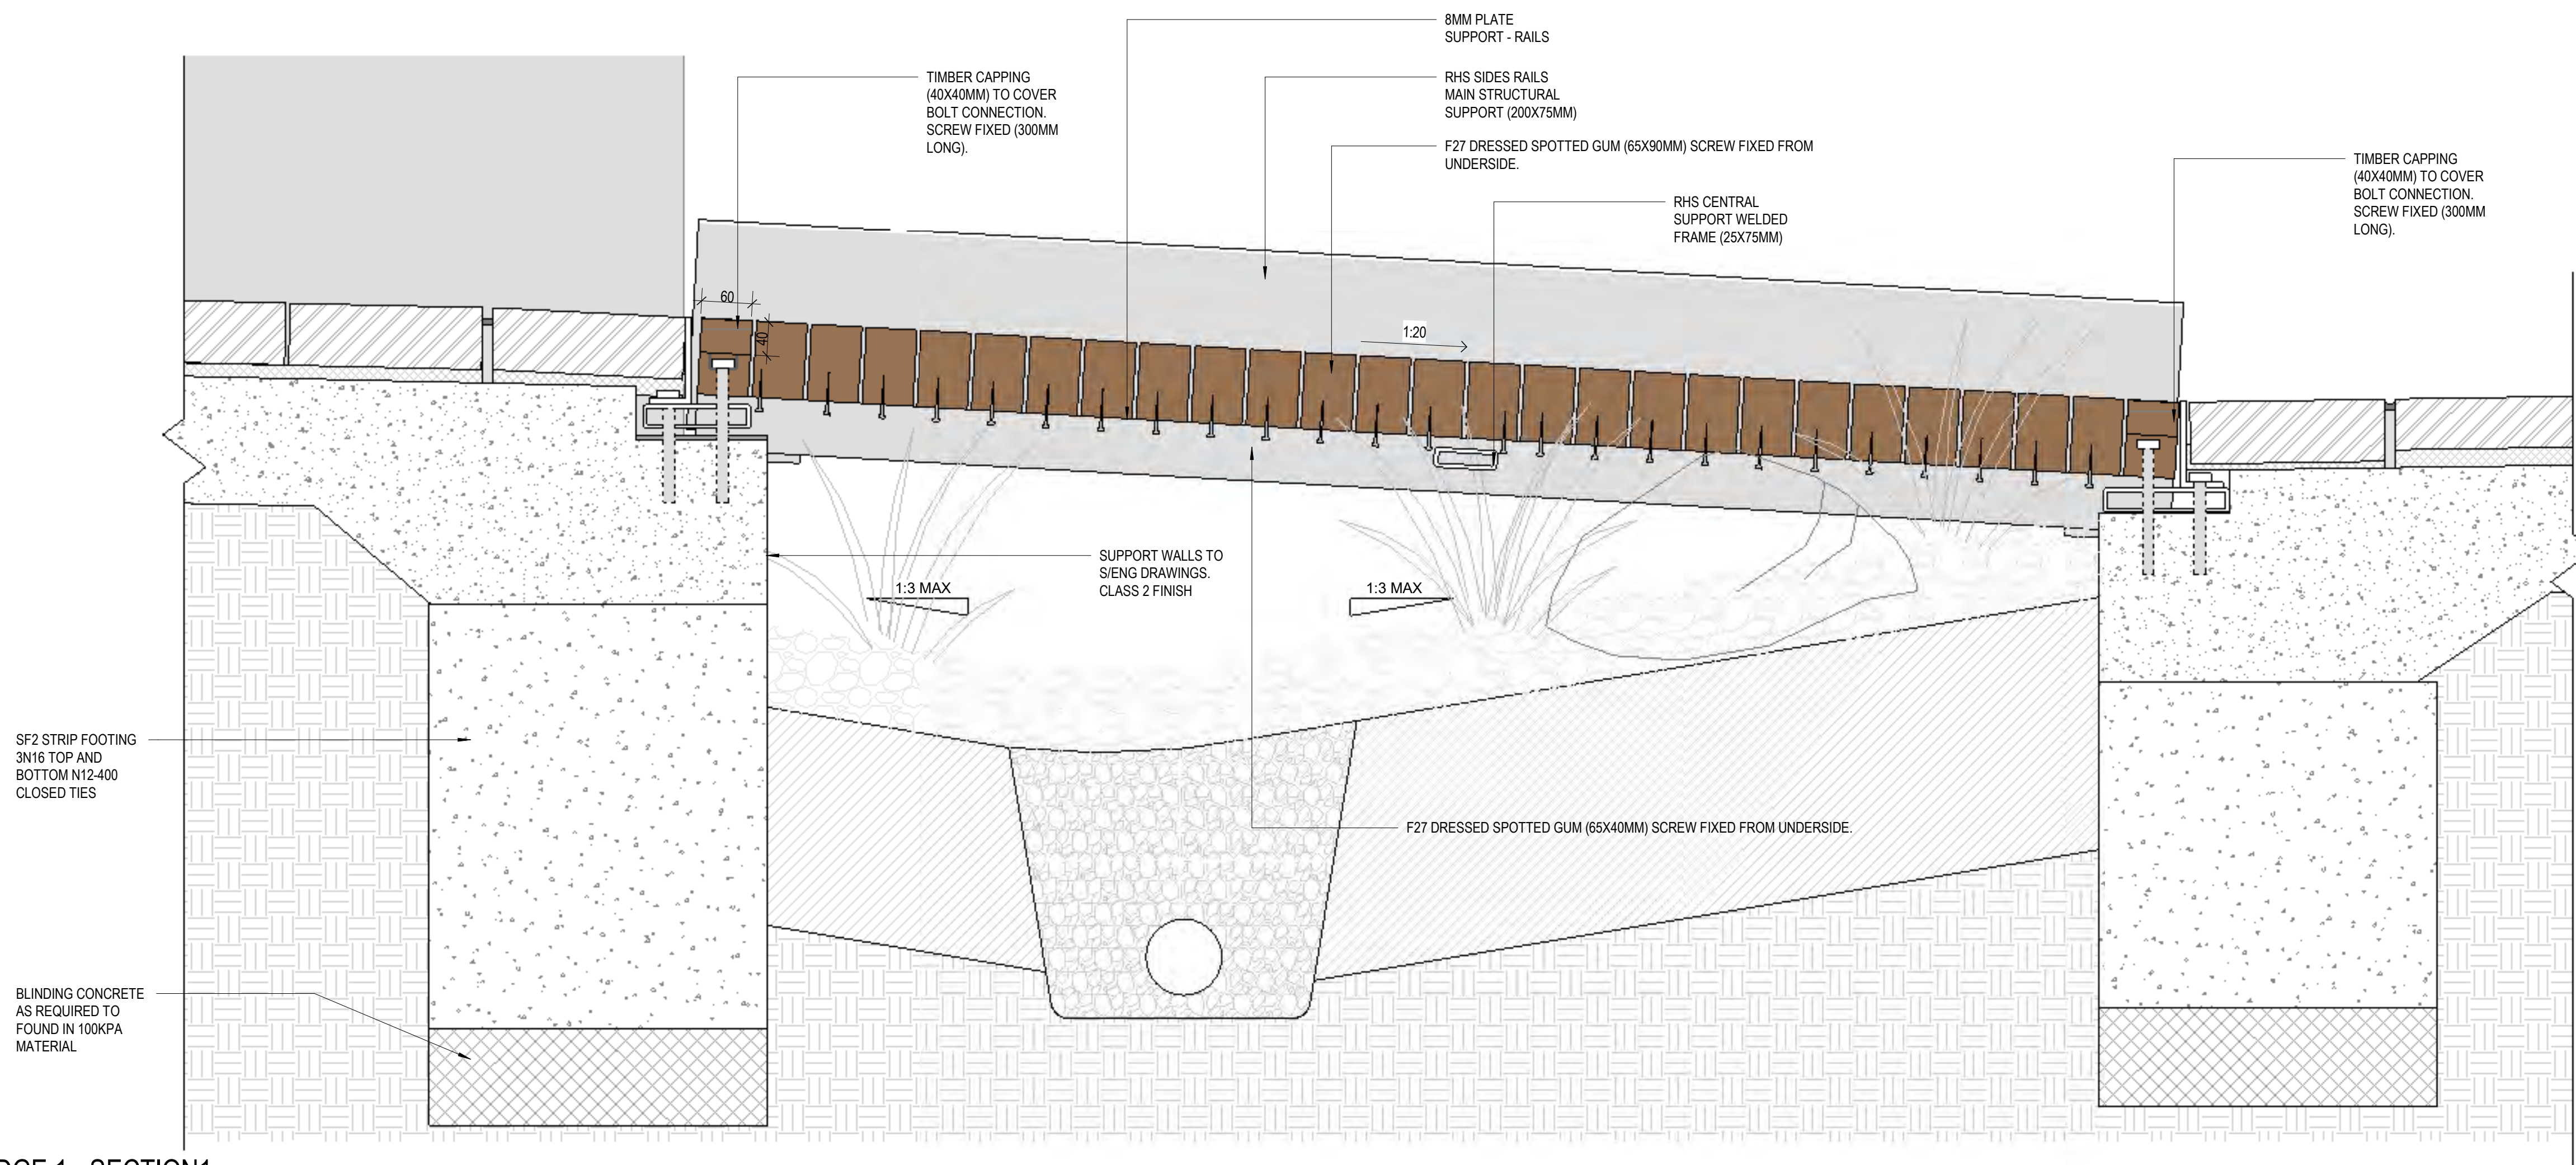 8MM PLATE
SUPPORT - RAILS
TIMBER CAPPING
(40X40MM) TO COVER
BOLT CONNECTION.
SCREW FIXED (300MM
LONG).
RHS SIDES RAILS
MAIN STRUCTURAL
SUPPORT (200X75MM)
F27 DRESSED SPOTTED GUM (65X90MM) SCREW FIXED FROM
UNDERSIDE.
TIMBER CAPPING
(40X40MM) TO COVER
BOLT CONNECTION.
SCREW FIXED (300MM
LONG).
RHS CENTRAL
SUPPORT WELDED
FRAME (25X75MM)
60
40
1:20
SUPPORT WALLS TO
S/ENG DRAWINGS.
CLASS 2 FINISH
1:3 MAX
1:3 MAX
SF2 STRIP FOOTING
3N16 TOP AND
BOTTOM N12-400
CLOSED TIES
F27 DRESSED SPOTTED GUM (65X40MM) SCREW FIXED FROM UNDERSIDE.
BLINDING CONCRETE
AS REQUIRED TO
FOUND IN 100KPA
MATERIAL